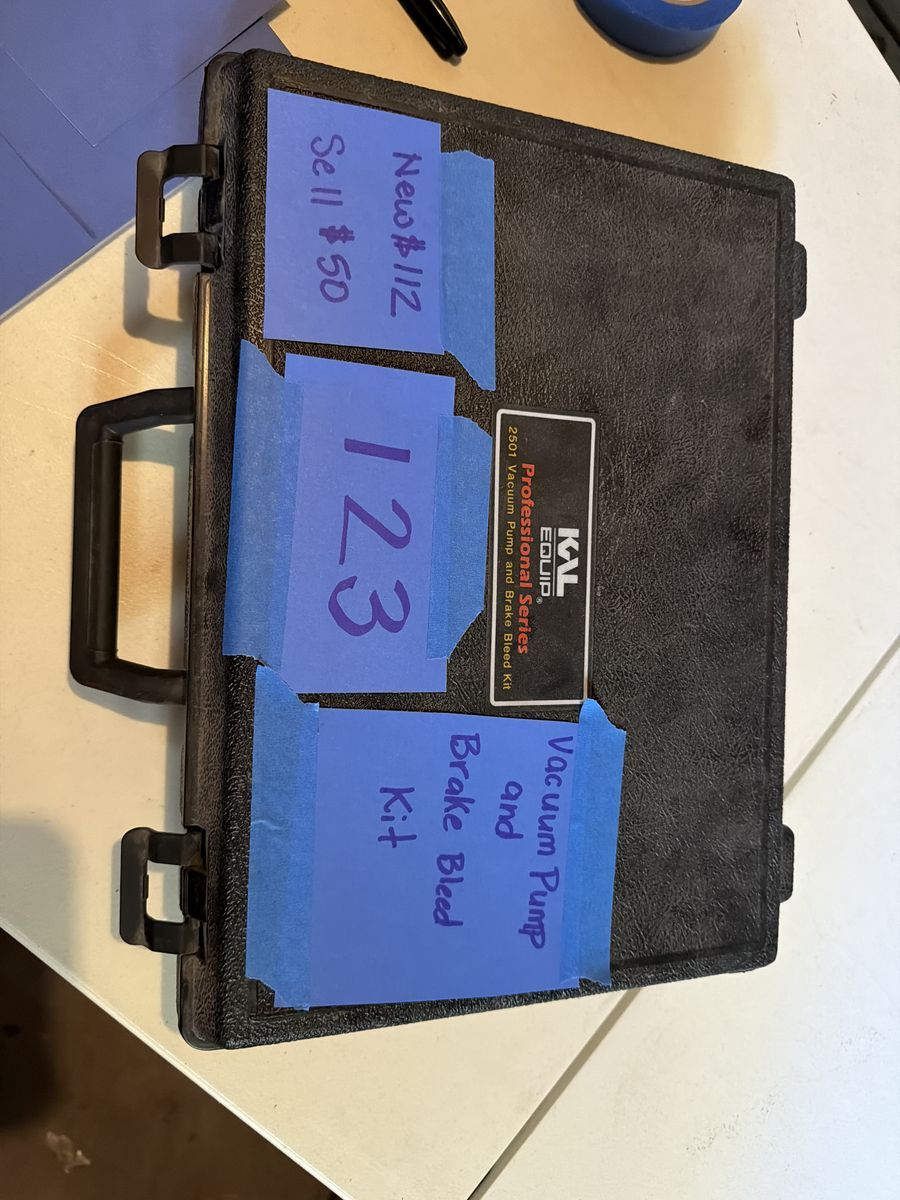 New $112
Sell $50
123
KAL
EQUIP®
Professional Series
2501 Vacuum Pump and Brake Bleed Kit
Vacuum Pump
and
Brake Bleed
Kit